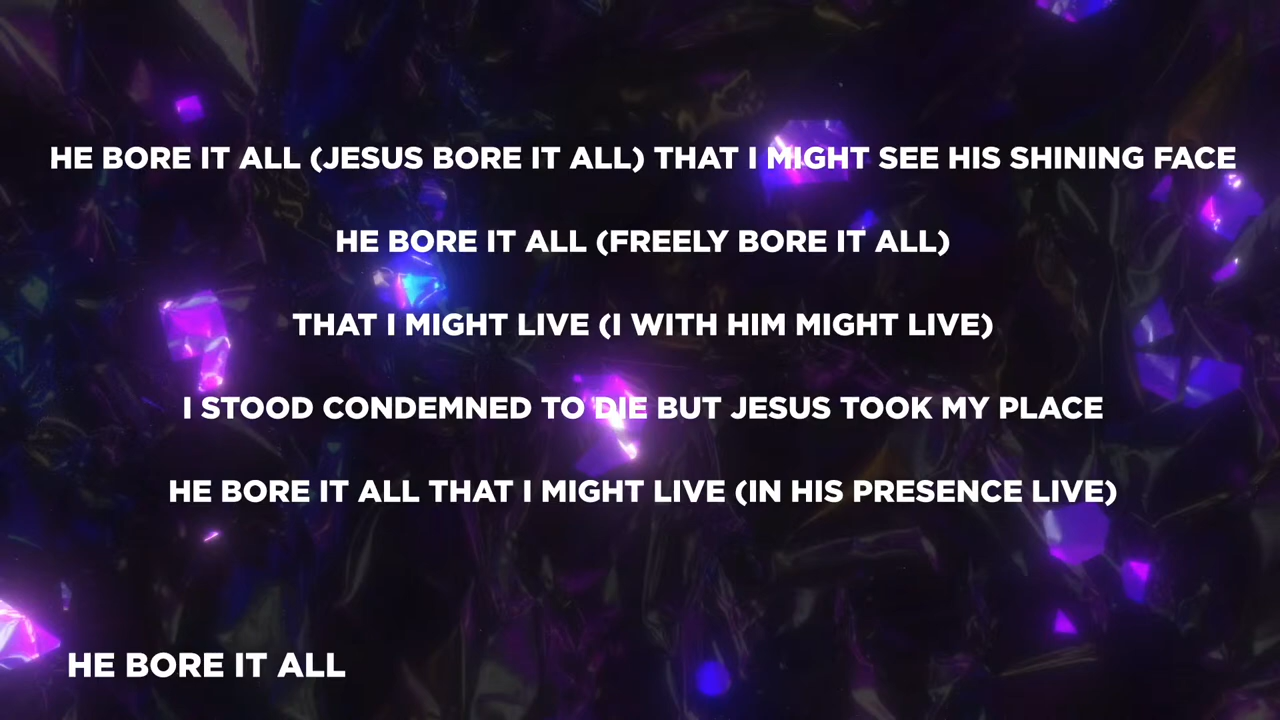 HE BORE IT ALL (JESUS BORE IT ALL) THAT I MIGHT SEE HIS SHINING FACE
HE BORE IT ALL (FREELY BORE IT ALL)
THAT I MIGHT LIVE (I WITH HIM MIGHT LIVE)
I STOOD CONDEMNED TO DIE BUT JESUS TOOK MY PLACE
HE BORE IT ALL THAT I MIGHT LIVE (IN HIS PRESENCE LIVE)
HE BORE IT ALL